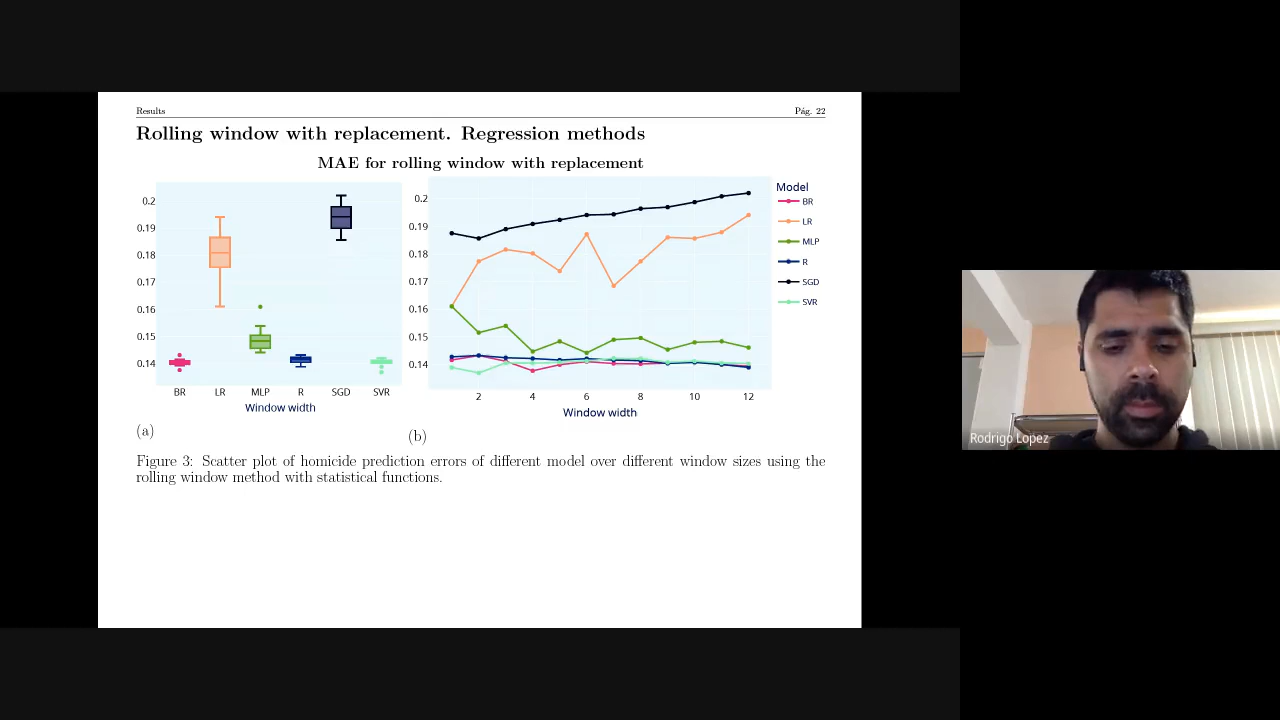 Results Pág. 22
Rolling window with replacement. Regression methods
MAE for rolling window with replacement
0.2
0.19
0.18
0.17
0.16
0.15
0.14
BR LR MLP R SGD SVR
Window width
(a)
0.2
0.19
0.18
0.17
0.16
0.15
0.14
2 4 6 8 10 12
Window width
(b)
Model
BR
LR
MLP
R
SGD
SVR
Figure 3: Scatter plot of homicide prediction errors of different model over different window sizes using the
rolling window method with statistical functions.
Rodrigo Lopez